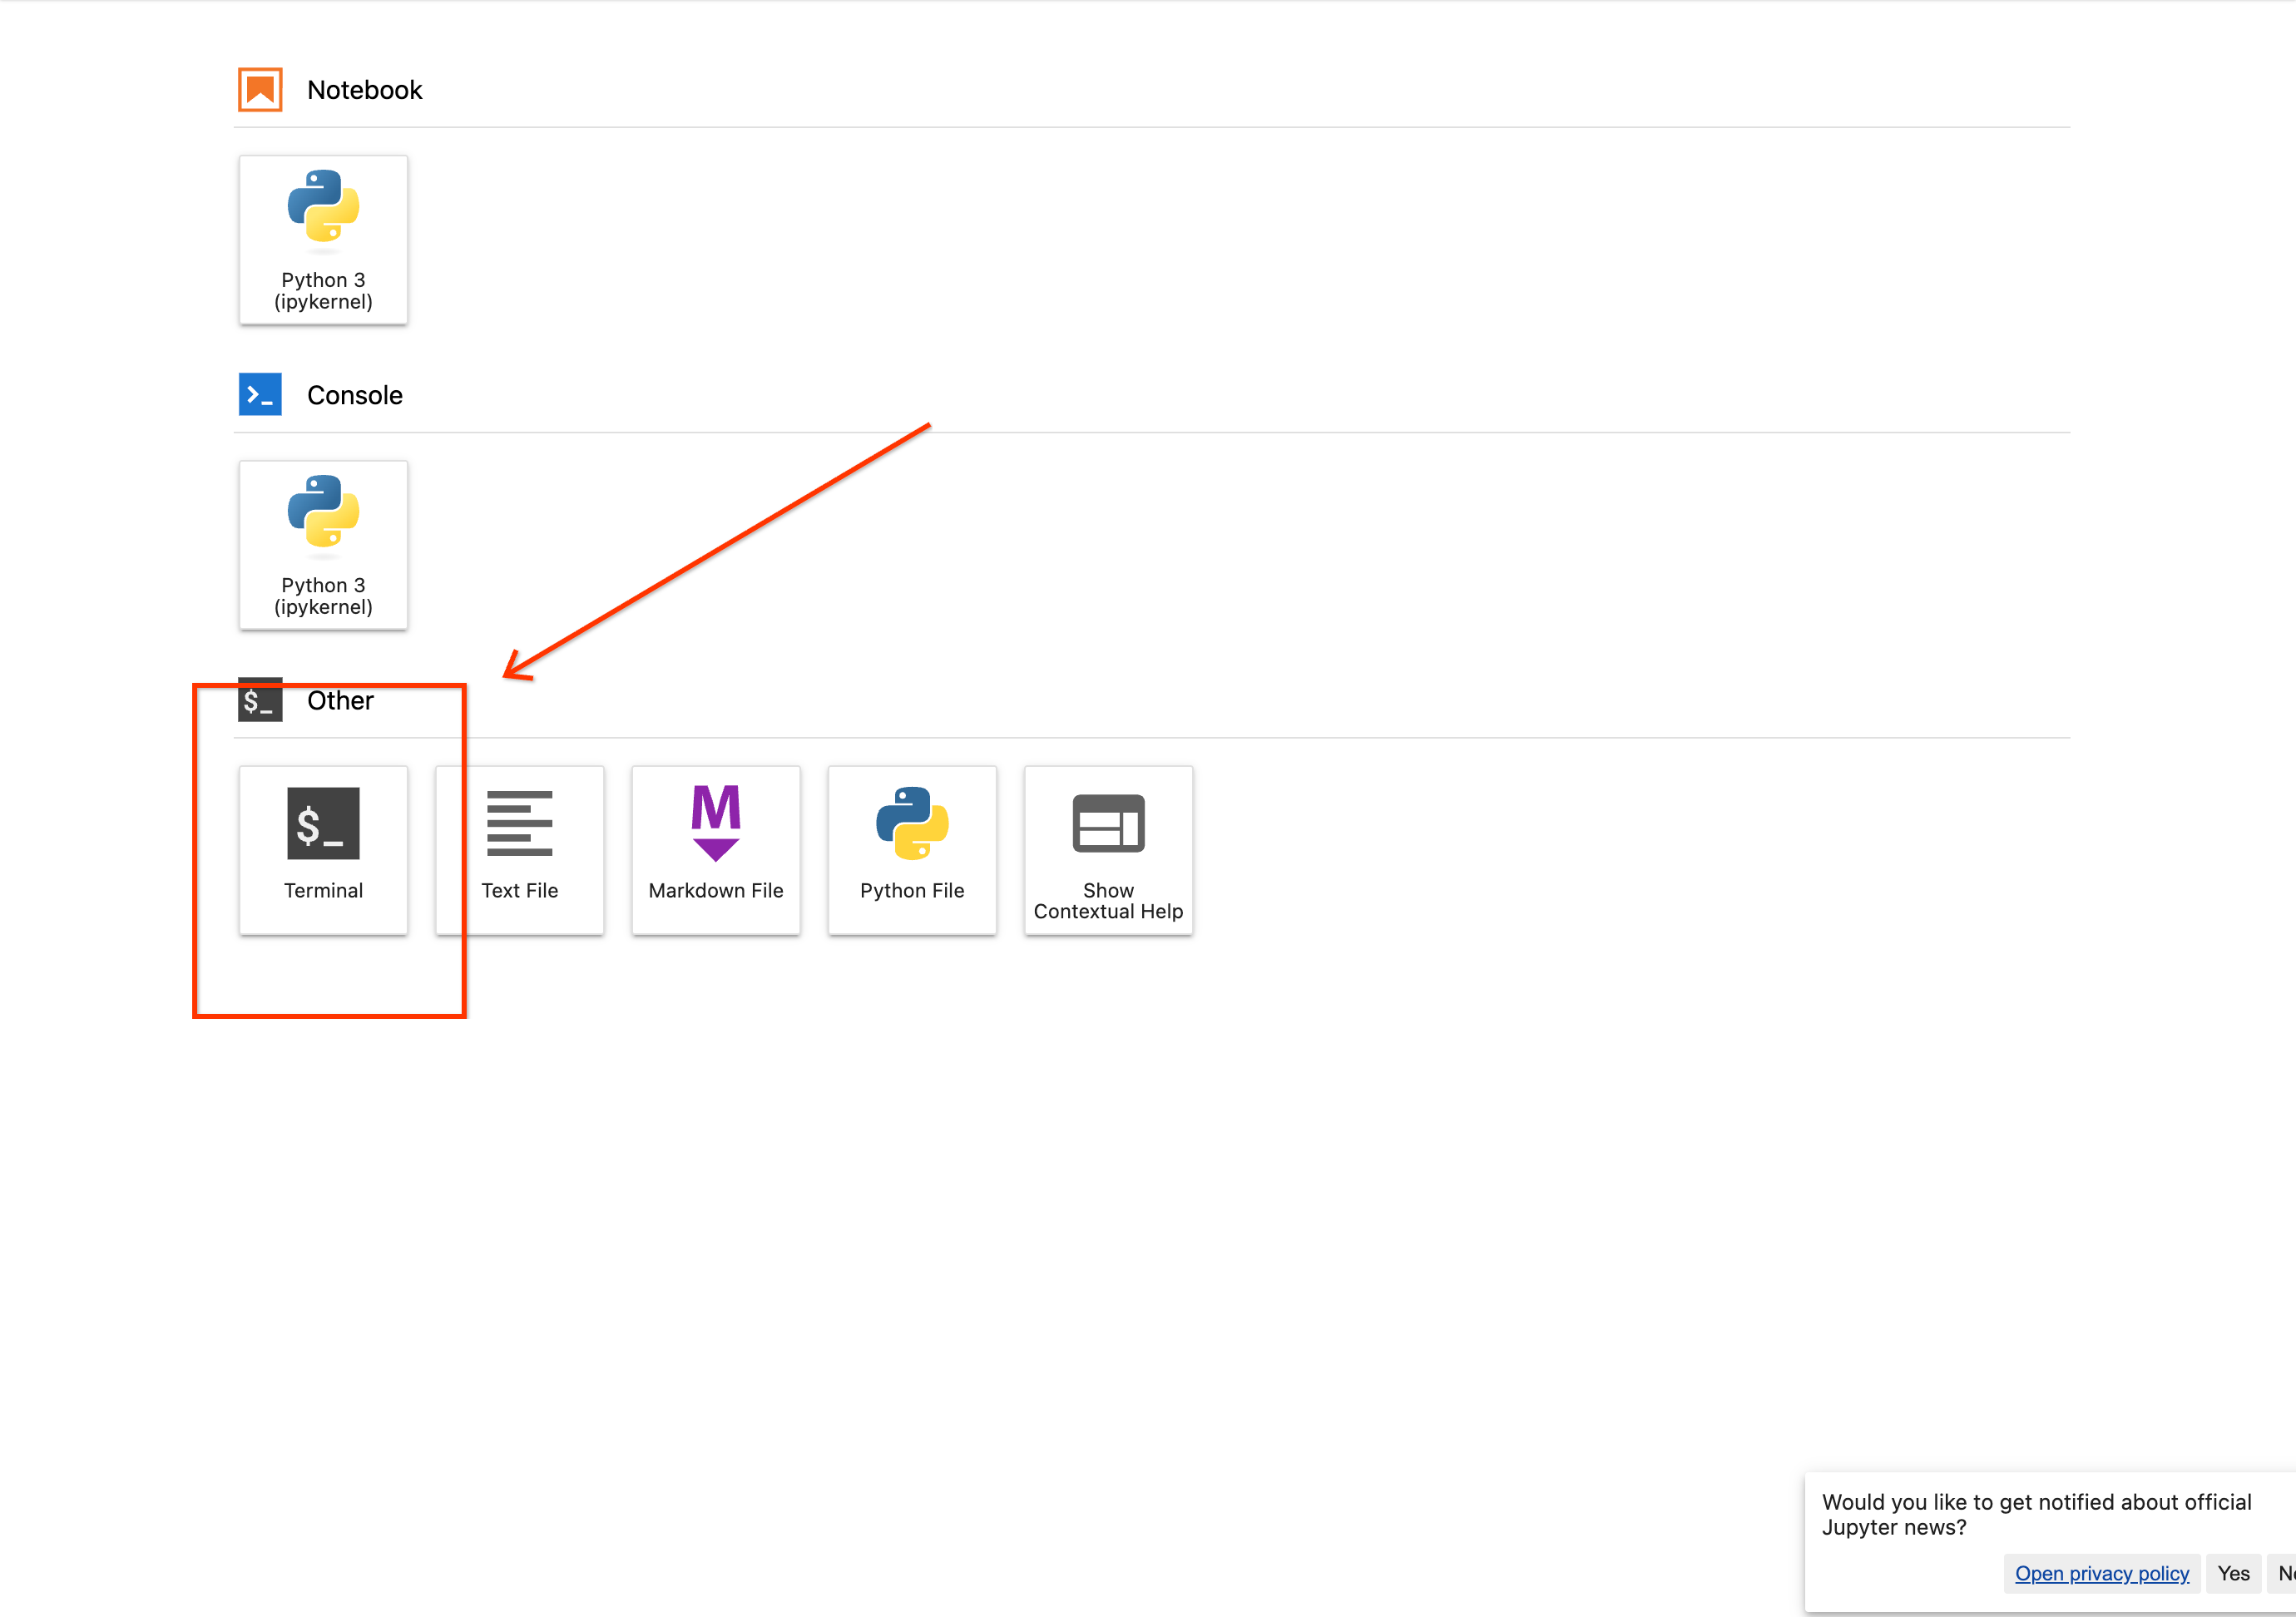 Notebook
Python 3
(ipykernel)
Console
Python 3
(ipykernel)
$_ Other
$_
Terminal
Text File
Markdown File
Python File
Show
Contextual Help
Would you like to get notified about official
Jupyter news?
Open privacy policy Yes